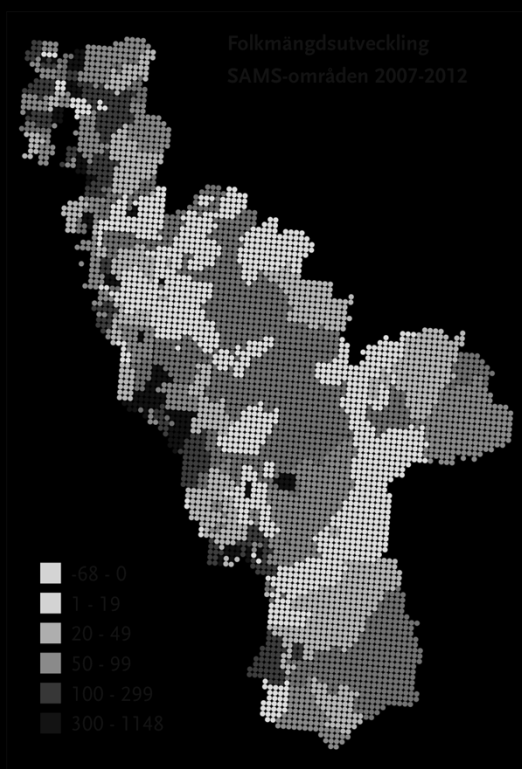 Folkmängdsutveckling
SAMS-områden 2007-2012
-68 - 0
1 - 19
20 - 49
50 - 99
100 - 299
300 - 1148